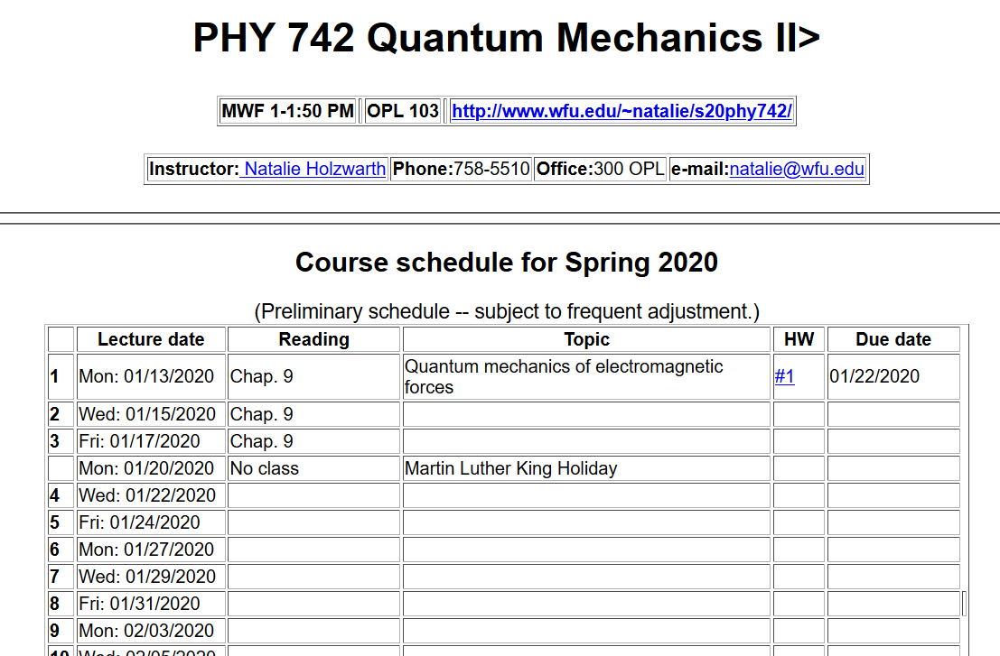 PHY 742 Quantum Mechanics II>
MWF 1-1:50 PM OPL 103 http://www.wfu.edu/~natalie/s20phy742/
Instructor: Natalie Holzwarth Phone:758-5510 Office:300 OPL e-mail:natalie@wfu.edu
Course schedule for Spring 2020
(Preliminary schedule -- subject to frequent adjustment.)
Lecture date Reading Topic HW Due date
1 Mon: 01/13/2020 Chap. 9 Quantum mechanics of electromagnetic
forces #1 01/22/2020
2 Wed: 01/15/2020 Chap. 9
3 Fri: 01/17/2020 Chap. 9
Mon: 01/20/2020 No class Martin Luther King Holiday
4 Wed: 01/22/2020
5 Fri: 01/24/2020
6 Mon: 01/27/2020
7 Wed: 01/29/2020
8 Fri: 01/31/2020
9 Mon: 02/03/2020
10 Wed: 02/05/2020